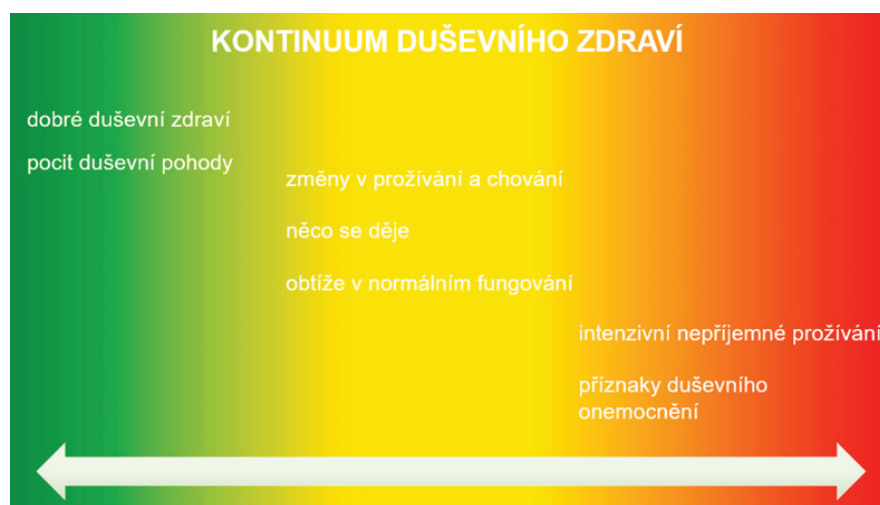 KONTINUUM DUŠEVNÍHO ZDRAVÍ
dobré duševní zdraví
pocit duševní pohody
změny v prožívání a chování
něco se děje
obtíže v normálním fungování
intenzivní nepříjemné prožívání
příznaky duševního
onemocnění